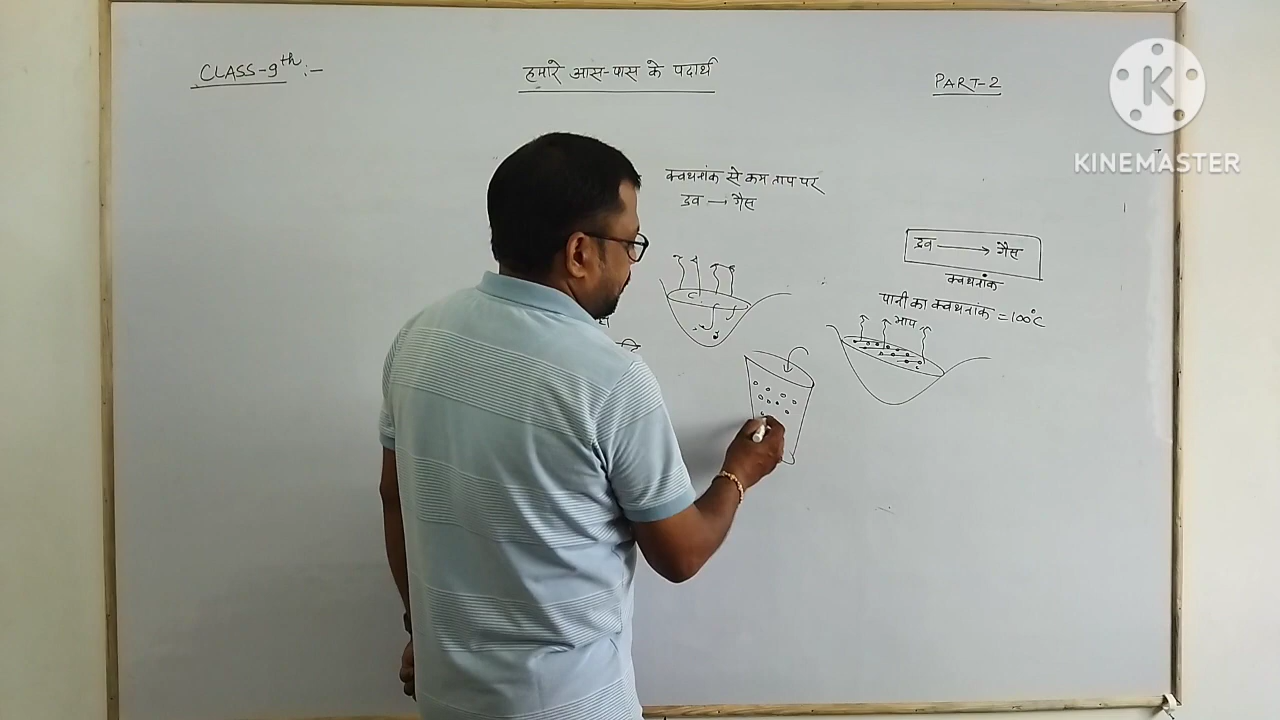 CLASS-9th:-
हमारे आस-पास के पदार्थ
PART-2
KINEMASTER
क्वथनांक से कम ताप पर
द्रव → गैस
द्रव → गैस
क्वथनांक
पानी का क्वथनांक = 100°C
भाप